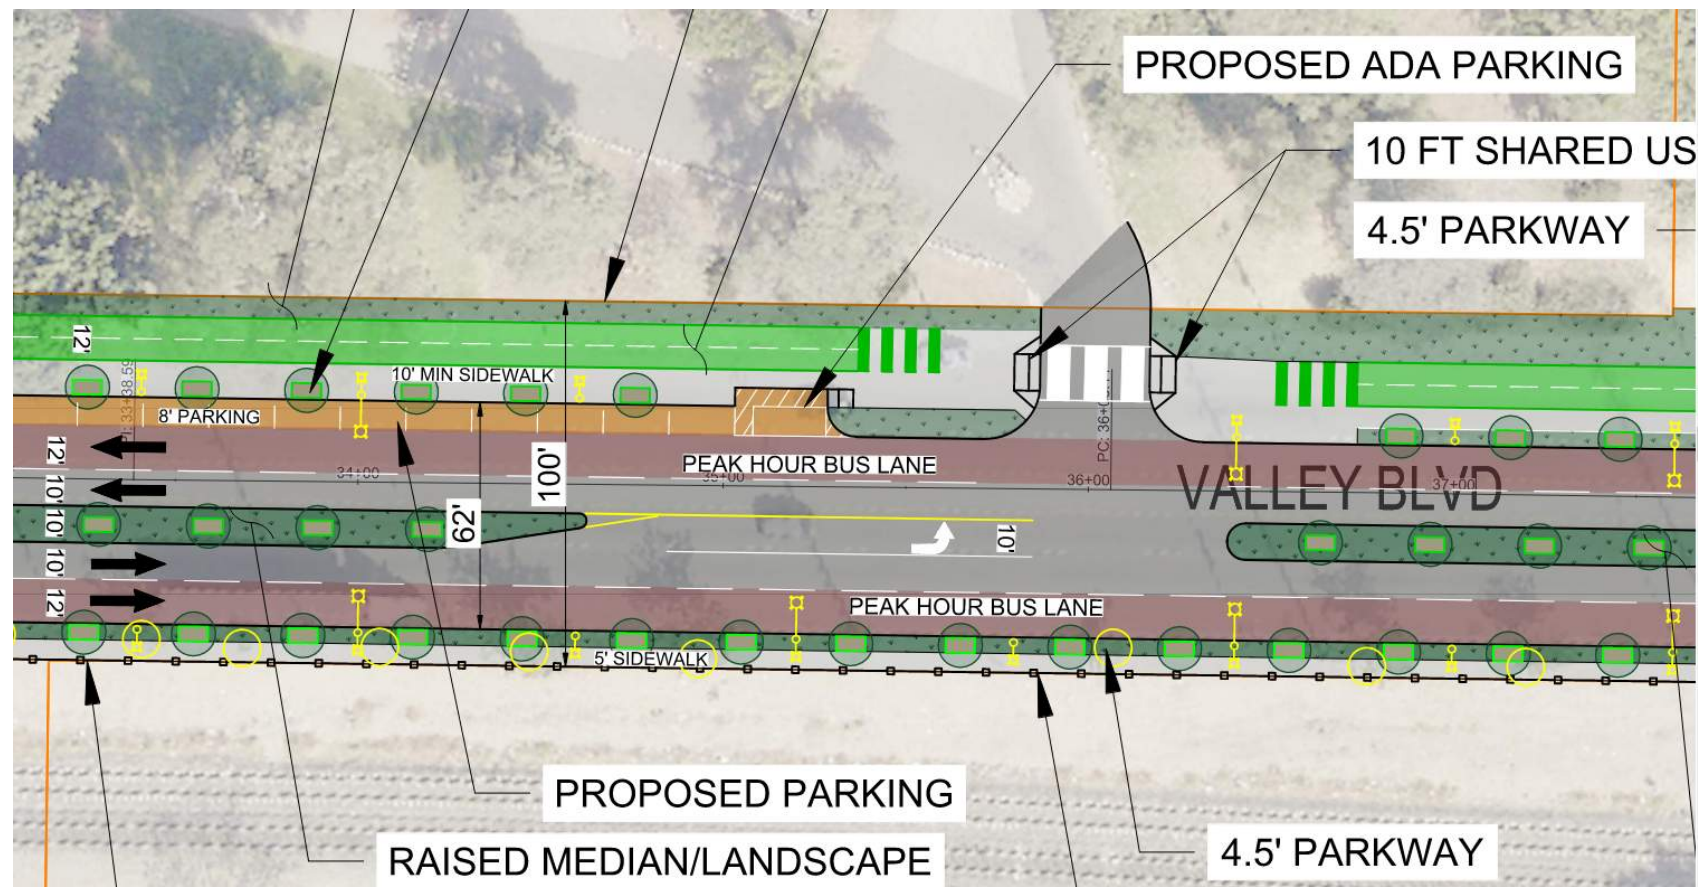 PROPOSED ADA PARKING
10 FT SHARED US
4.5' PARKWAY
12'
10' MIN SIDEWALK
8' PARKING
12'
PEAK HOUR BUS LANE
100'
34+00
35+00
36+00
37+00
VALLEY BLVD
10'
10'
62'
10'
10'
12'
PEAK HOUR BUS LANE
5' SIDEWALK
PROPOSED PARKING
4.5' PARKWAY
RAISED MEDIAN/LANDSCAPE